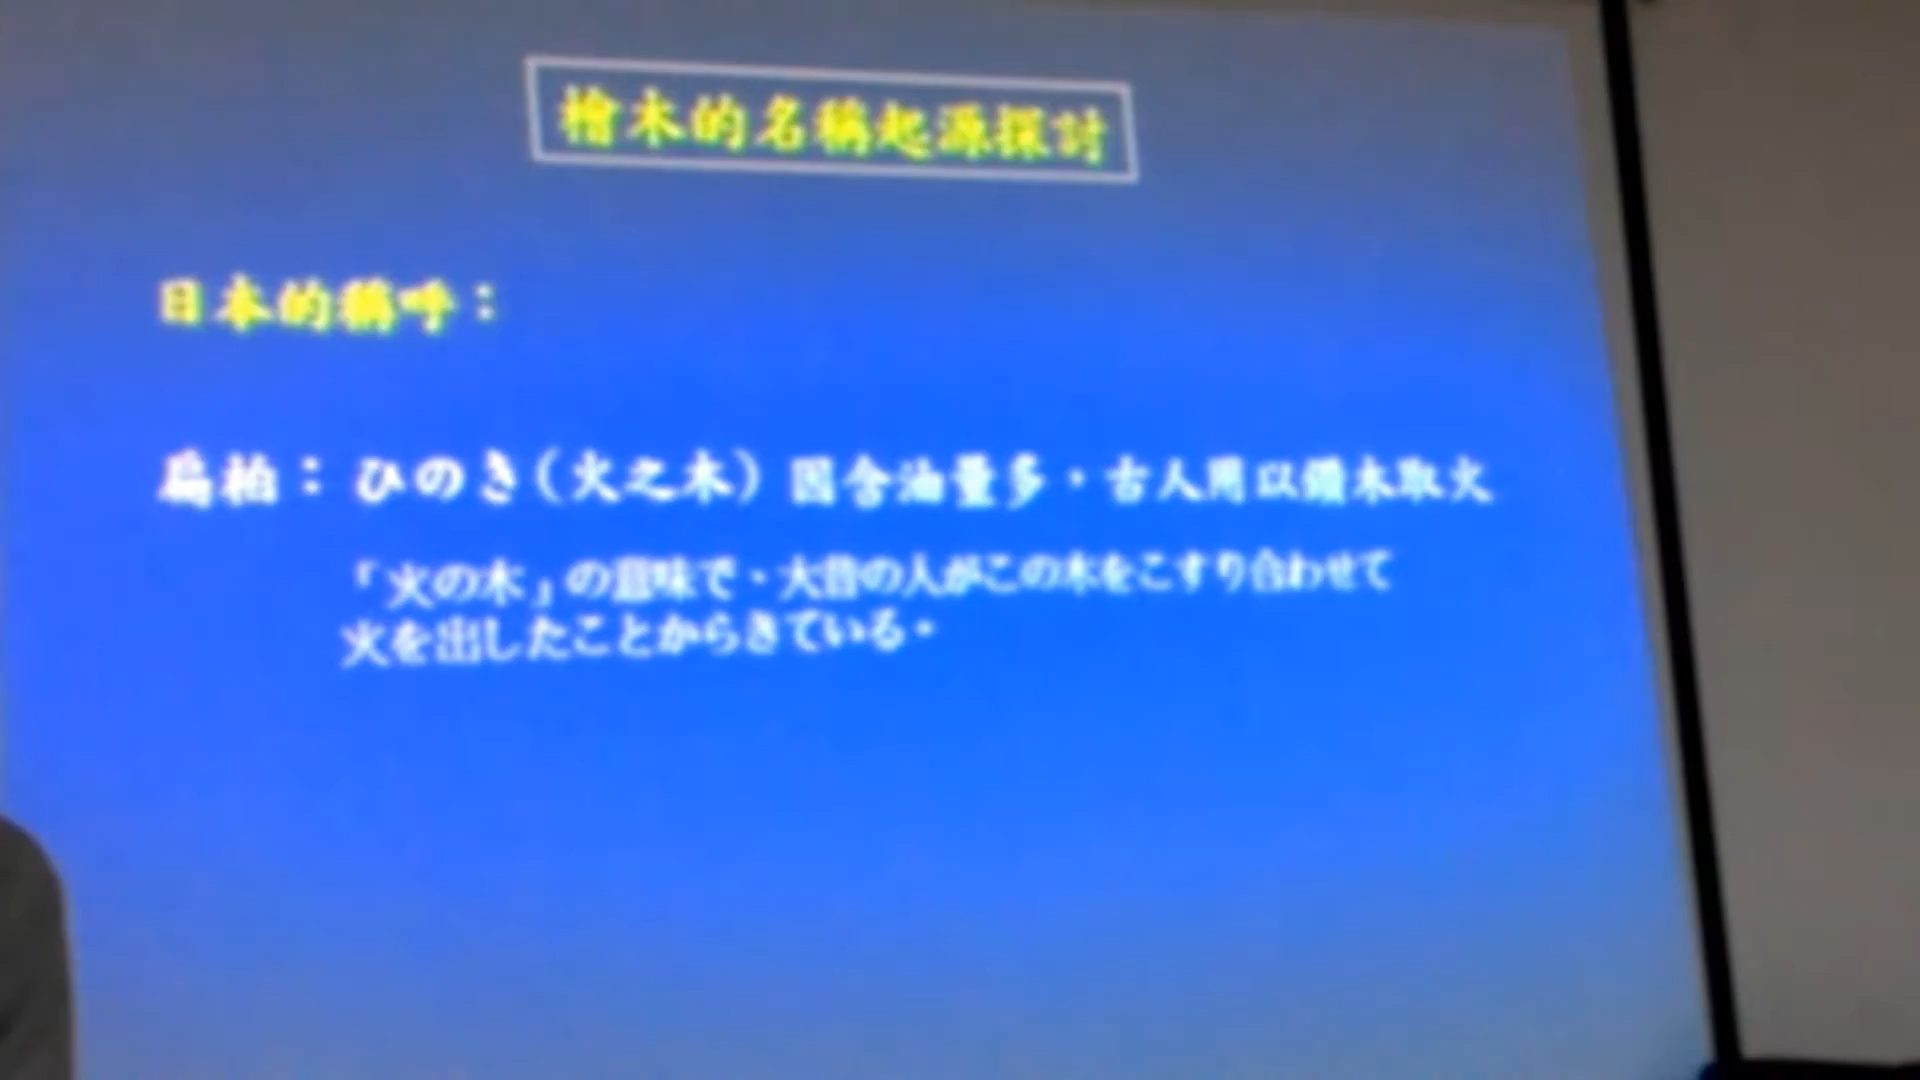 檜木的名稱起源探討
日本的稱呼：
扁柏：ひのき（火之木）因含油量多，古人用以鑽木取火
「火の木」の意味で、大昔の人がこの木をこすり合わせて
火を出したことからきている。